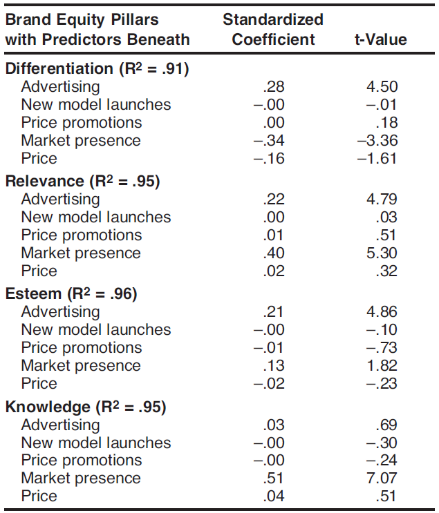 Brand Equity Pillars with Predictors Beneath Standardized Coefficient t-Value
Differentiation (R2 = .91)
Advertising .28 4.50
New model launches –.00 –.01
Price promotions .00 .18
Market presence –.34 –3.36
Price –.16 –1.61
Relevance (R2 = .95)
Advertising .22 4.79
New model launches .00 .03
Price promotions .01 .51
Market presence .40 5.30
Price .02 .32
Esteem (R2 = .96)
Advertising .21 4.86
New model launches –.00 –.10
Price promotions –.01 –.73
Market presence .13 1.82
Price –.02 –.23
Knowledge (R2 = .95)
Advertising .03 .69
New model launches –.00 –.30
Price promotions –.00 –.24
Market presence .51 7.07
Price .04 .51